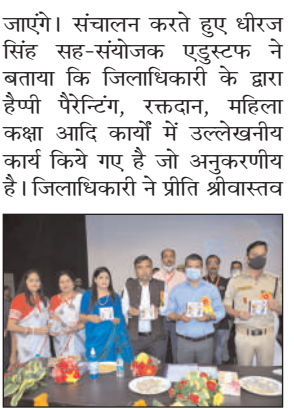 जाएंगे। संचालन करते हुए धीरज
सिंह सह-संयोजक एडुस्टफ ने
बताया कि जिलाधिकारी के द्वारा
हैप्पी पैरेन्टिंग, रक्तदान, महिला
कक्षा आदि कार्यों में उल्लेखनीय
कार्य किये गए है जो अनुकरणीय
है। जिलाधिकारी ने प्रीति श्रीवास्तव